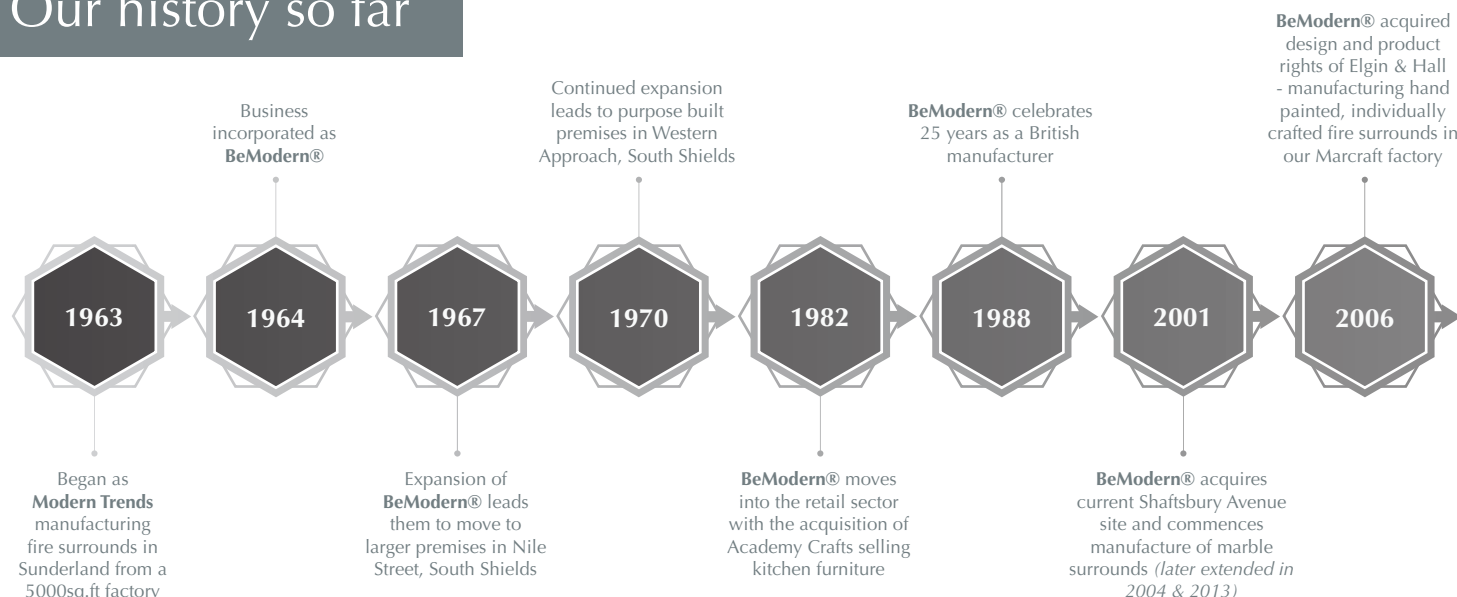 Our history so far
1963
Began as
Modern Trends
manufacturing
fire surrounds in
Sunderland from a
5000sq.ft factory
Business
incorporated as
BeModern®
1964
1967
Expansion of
BeModern® leads
them to move to
larger premises in Nile
Street, South Shields
Continued expansion
leads to purpose built
premises in Western
Approach, South Shields
1970
1982
BeModern® moves
into the retail sector
with the acquisition of
Academy Crafts selling
kitchen furniture
BeModern® celebrates
25 years as a British
manufacturer
1988
2001
BeModern® acquires
current Shaftsbury Avenue
site and commences
manufacture of marble
surrounds (later extended in
2004 & 2013)
BeModern® acquired
design and product
rights of Elgin & Hall
- manufacturing hand
painted, individually
crafted fire surrounds in
our Marcraft factory
2006